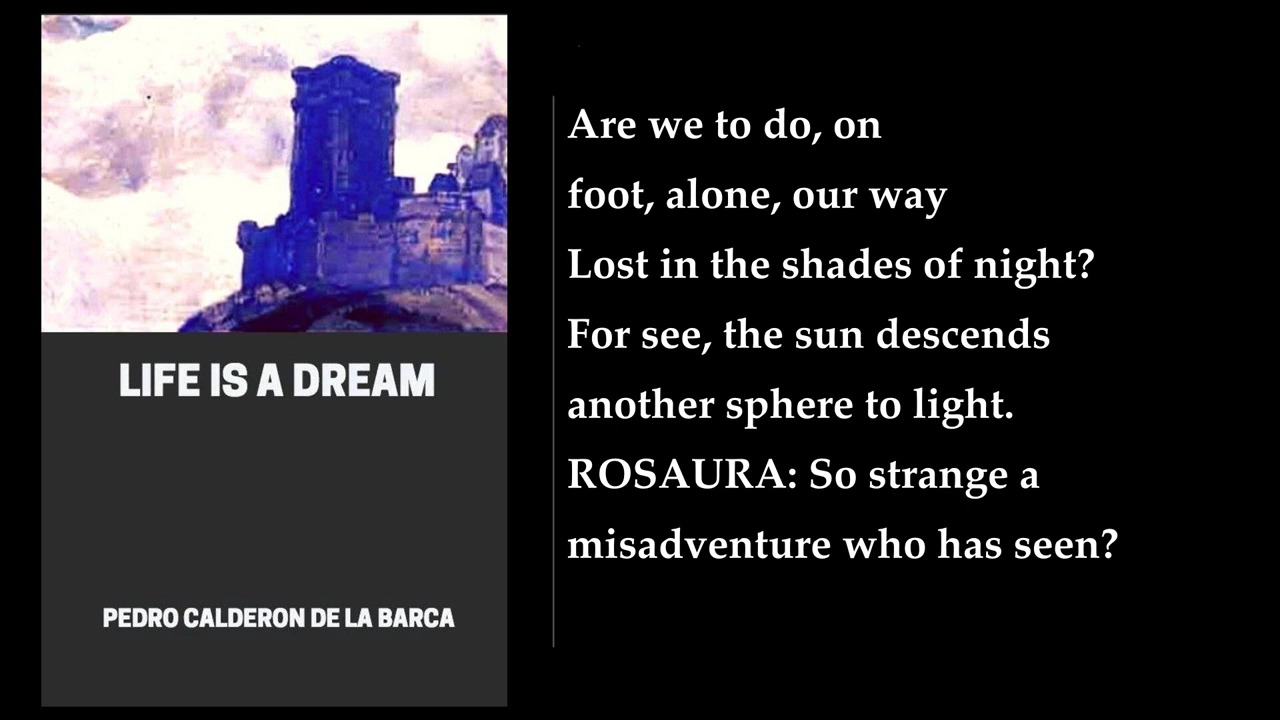 LIFE IS A DREAM
PEDRO CALDERON DE LA BARCA
Are we to do, on
foot, alone, our way
Lost in the shades of night?
For see, the sun descends
another sphere to light.
ROSAURA: So strange a
misadventure who has seen?